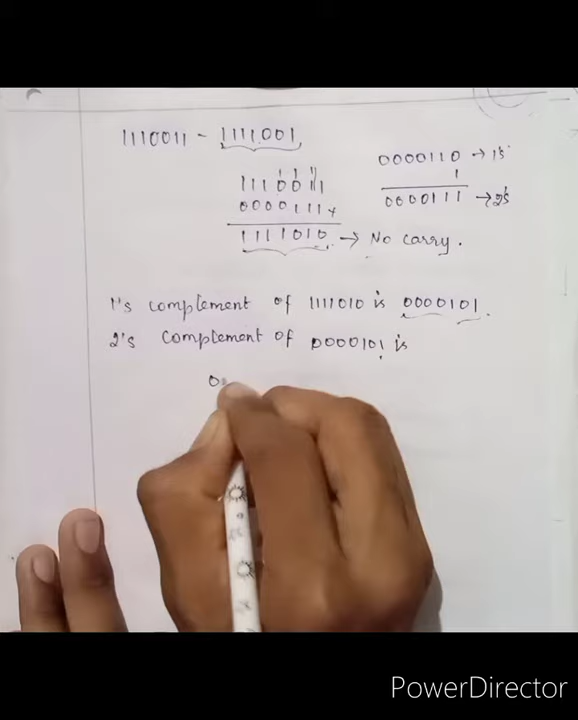 1110011 - 1111001
0000110 → 1's
1
0000111 → 2's
1110011
0000111 +
1111010 → No carry.
1's complement of 1111010 is 0000101.
2's complement of 0000101 is
PowerDirector